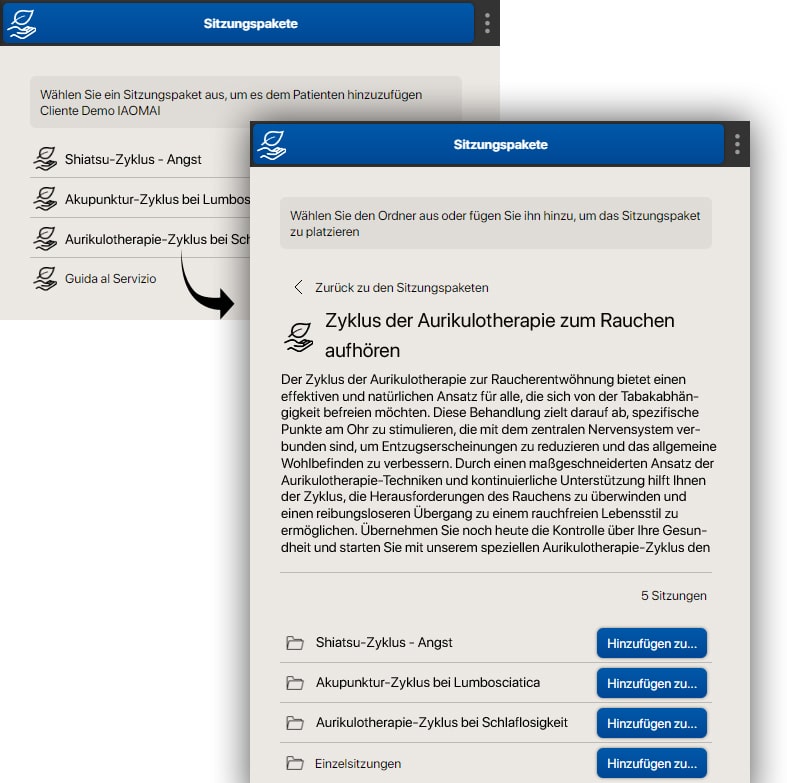 Sitzungspakete
Wählen Sie ein Sitzungspaket aus, um es dem Patienten hinzuzufügen
Cliente Demo IAOMAI
Shiatsu-Zyklus - Angst
Akupunktur-Zyklus bei Lumbos
Aurikulotherapie-Zyklus bei Sch
Guida al Servizio
Sitzungspakete
Wählen Sie den Ordner aus oder fügen Sie ihn hinzu, um das Sitzungspaket
zu platzieren
Zurück zu den Sitzungspaketen
Zyklus der Aurikulotherapie zum Rauchen
aufhören
Der Zyklus der Aurikulotherapie zur Raucherentwöhnung bietet einen
effektiven und natürlichen Ansatz für alle, die sich von der Tabakabhän-
gigkeit befreien möchten. Diese Behandlung zielt darauf ab, spezifische
Punkte am Ohr zu stimulieren, die mit dem zentralen Nervensystem ver-
bunden sind, um Entzugserscheinungen zu reduzieren und das allgemeine
Wohlbefinden zu verbessern. Durch einen maßgeschneiderten Ansatz der
Aurikulotherapie-Techniken und kontinuierliche Unterstützung hilft Ihnen
der Zyklus, die Herausforderungen des Rauchens zu überwinden und
einen reibungsloseren Übergang zu einem rauchfreien Lebensstil zu
ermöglichen. Übernehmen Sie noch heute die Kontrolle über Ihre Gesun-
dheit und starten Sie mit unserem speziellen Aurikulotherapie-Zyklus den
5 Sitzungen
Shiatsu-Zyklus - Angst Hinzufügen zu...
Akupunktur-Zyklus bei Lumbosciatica Hinzufügen zu...
Aurikulotherapie-Zyklus bei Schlaflosigkeit Hinzufügen zu...
Einzelsitzungen Hinzufügen zu...